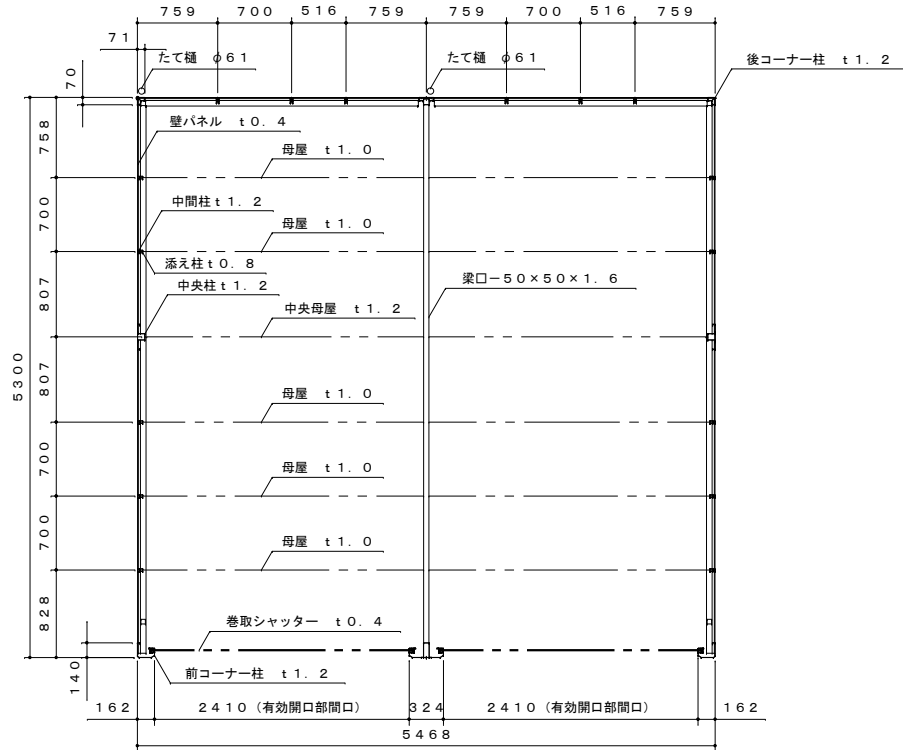 759 700 516 759 759 700 516 759
71
たて樋 φ61 たて樋 φ61
後コーナー柱 t1.2
70
壁パネル t0.4
758
母屋 t1.0
700
中間柱t1.2
母屋 t1.0
添え柱t0.8
中央柱t1.2
梁口－50×50×1.6
807
中央母屋 t1.2
5300
807
母屋 t1.0
700
母屋 t1.0
700
母屋 t1.0
828
巻取シャッター t0.4
140
前コーナー柱 t1.2
162 2410（有効開口部間口） 324 2410（有効開口部間口） 162
5468